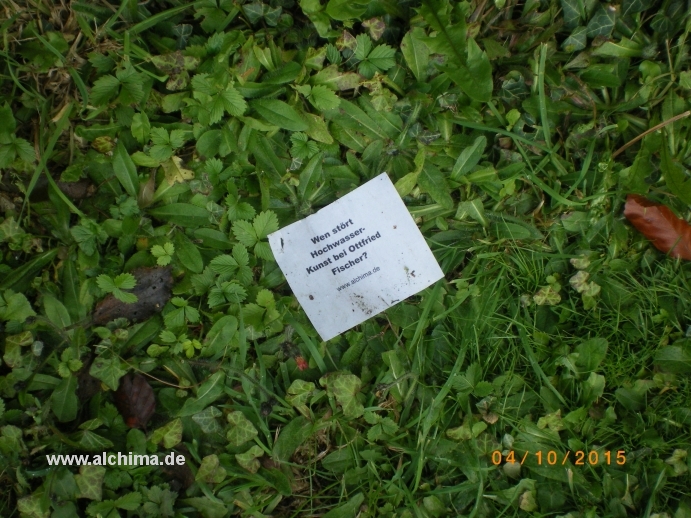 Wen stört
Hochwasser-
Kunst bei Ottfried
Fischer?
www.alchima.de
www.alchima.de
04/10/2015